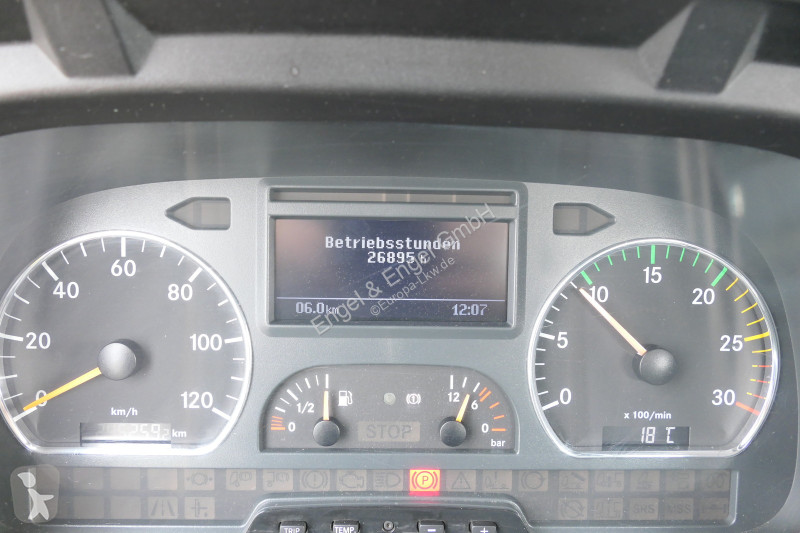 Betriebsstunden
26895 h
06.0 km 12:07
Engel & Engel GmbH
©Europa-Lkw.de
0 20 40 60 80 100 120
km/h
km
0 1/2
12 6 0
bar
STOP
0 5 10 15 20 25 30
x 100/min
18 °C
P
TRIP TEMP − +